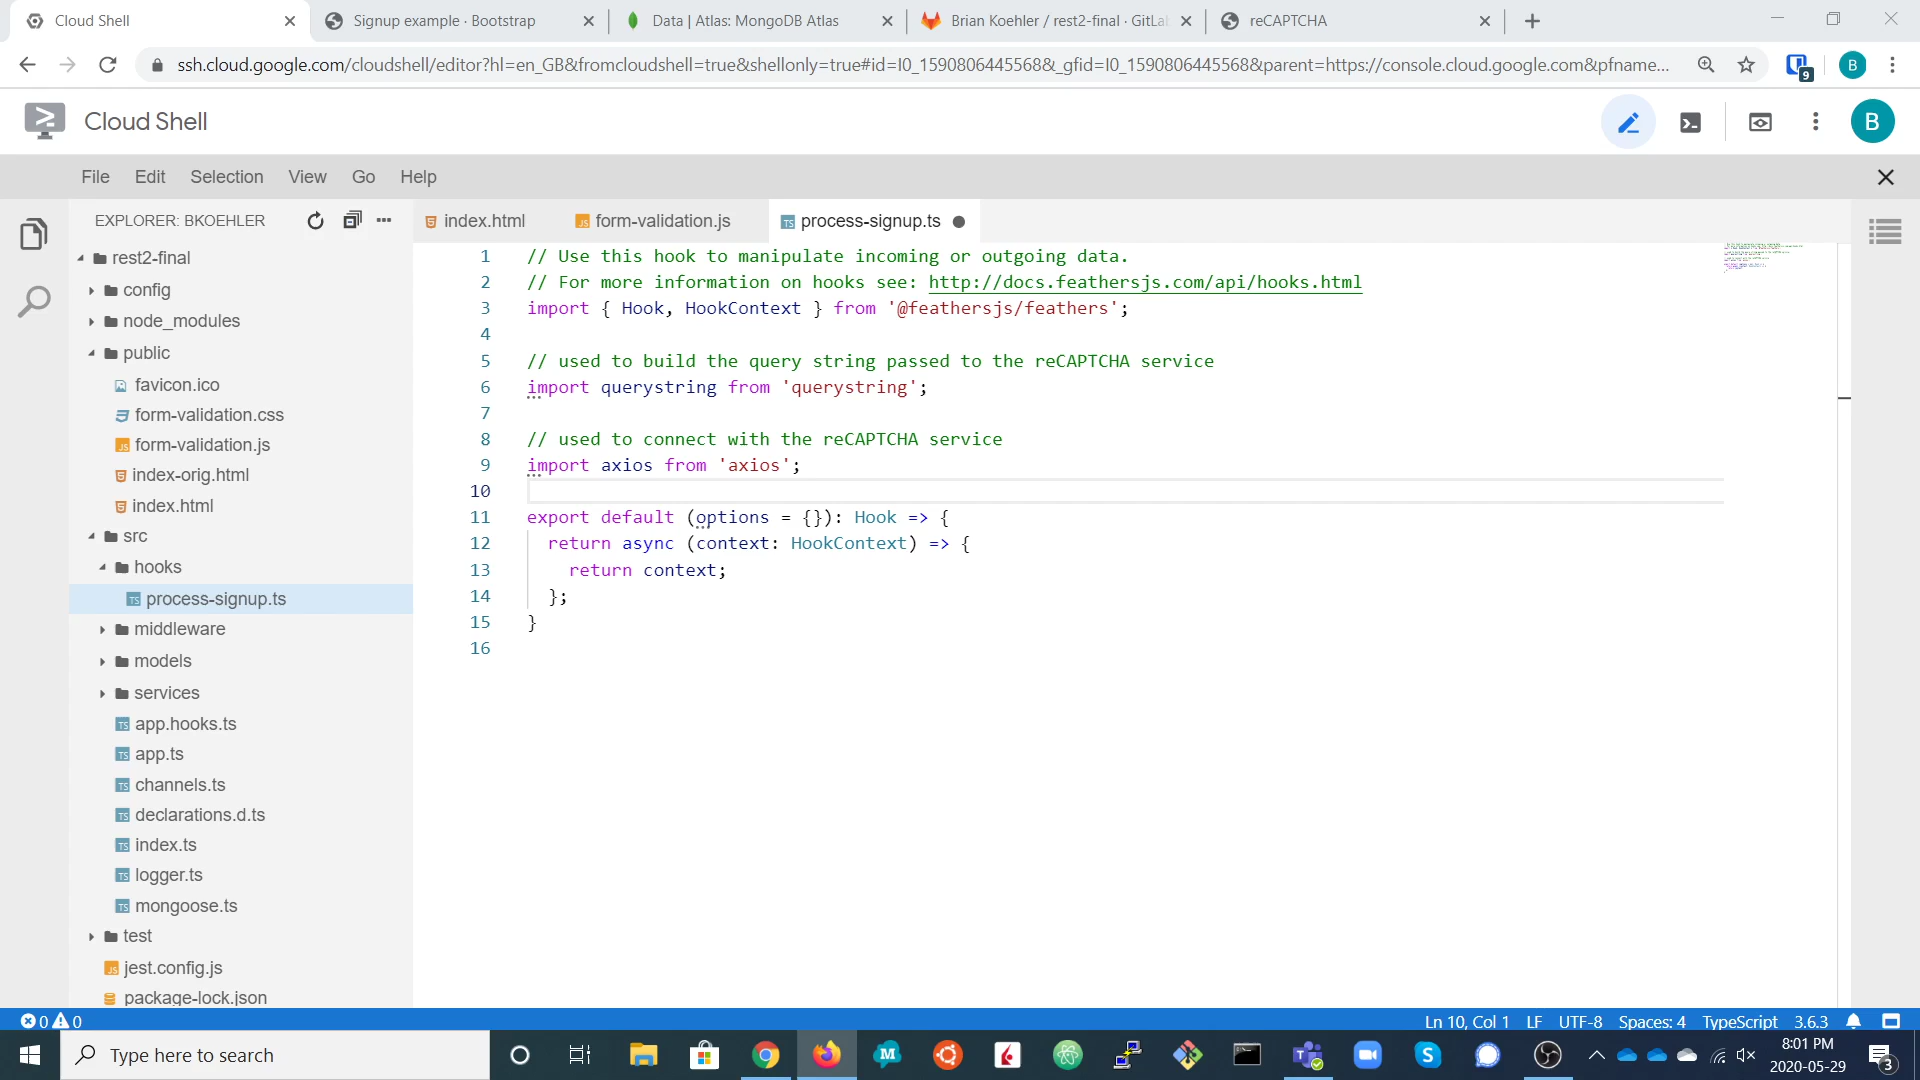 Cloud Shell
Signup example · Bootstrap
Data | Atlas: MongoDB Atlas
Brian Koehler / rest2-final · GitLa
reCAPTCHA
ssh.cloud.google.com/cloudshell/editor?hl=en_GB&fromcloudshell=true&shellonly=true#id=I0_1590806445568&_gfid=I0_1590806445568&parent=https://console.cloud.google.com&pfname...
9
B
Cloud Shell
B
File Edit Selection View Go Help
EXPLORER: BKOEHLER
index.html
form-validation.js
process-signup.ts
rest2-final
config
node_modules
public
favicon.ico
form-validation.css
form-validation.js
index-orig.html
index.html
src
hooks
process-signup.ts
middleware
models
services
app.hooks.ts
app.ts
channels.ts
declarations.d.ts
index.ts
logger.ts
mongoose.ts
test
jest.config.js
package-lock.json
1 // Use this hook to manipulate incoming or outgoing data.
2 // For more information on hooks see: http://docs.feathersjs.com/api/hooks.html
3 import { Hook, HookContext } from '@feathersjs/feathers';
4
5 // used to build the query string passed to the reCAPTCHA service
6 import querystring from 'querystring';
7
8 // used to connect with the reCAPTCHA service
9 import axios from 'axios';
10
11 export default (options = {}): Hook => {
12 return async (context: HookContext) => {
13 return context;
14 };
15 }
16
0 0
Ln 10, Col 1 LF UTF-8 Spaces: 4 TypeScript 3.6.3
Type here to search
8:01 PM
2020-05-29
3